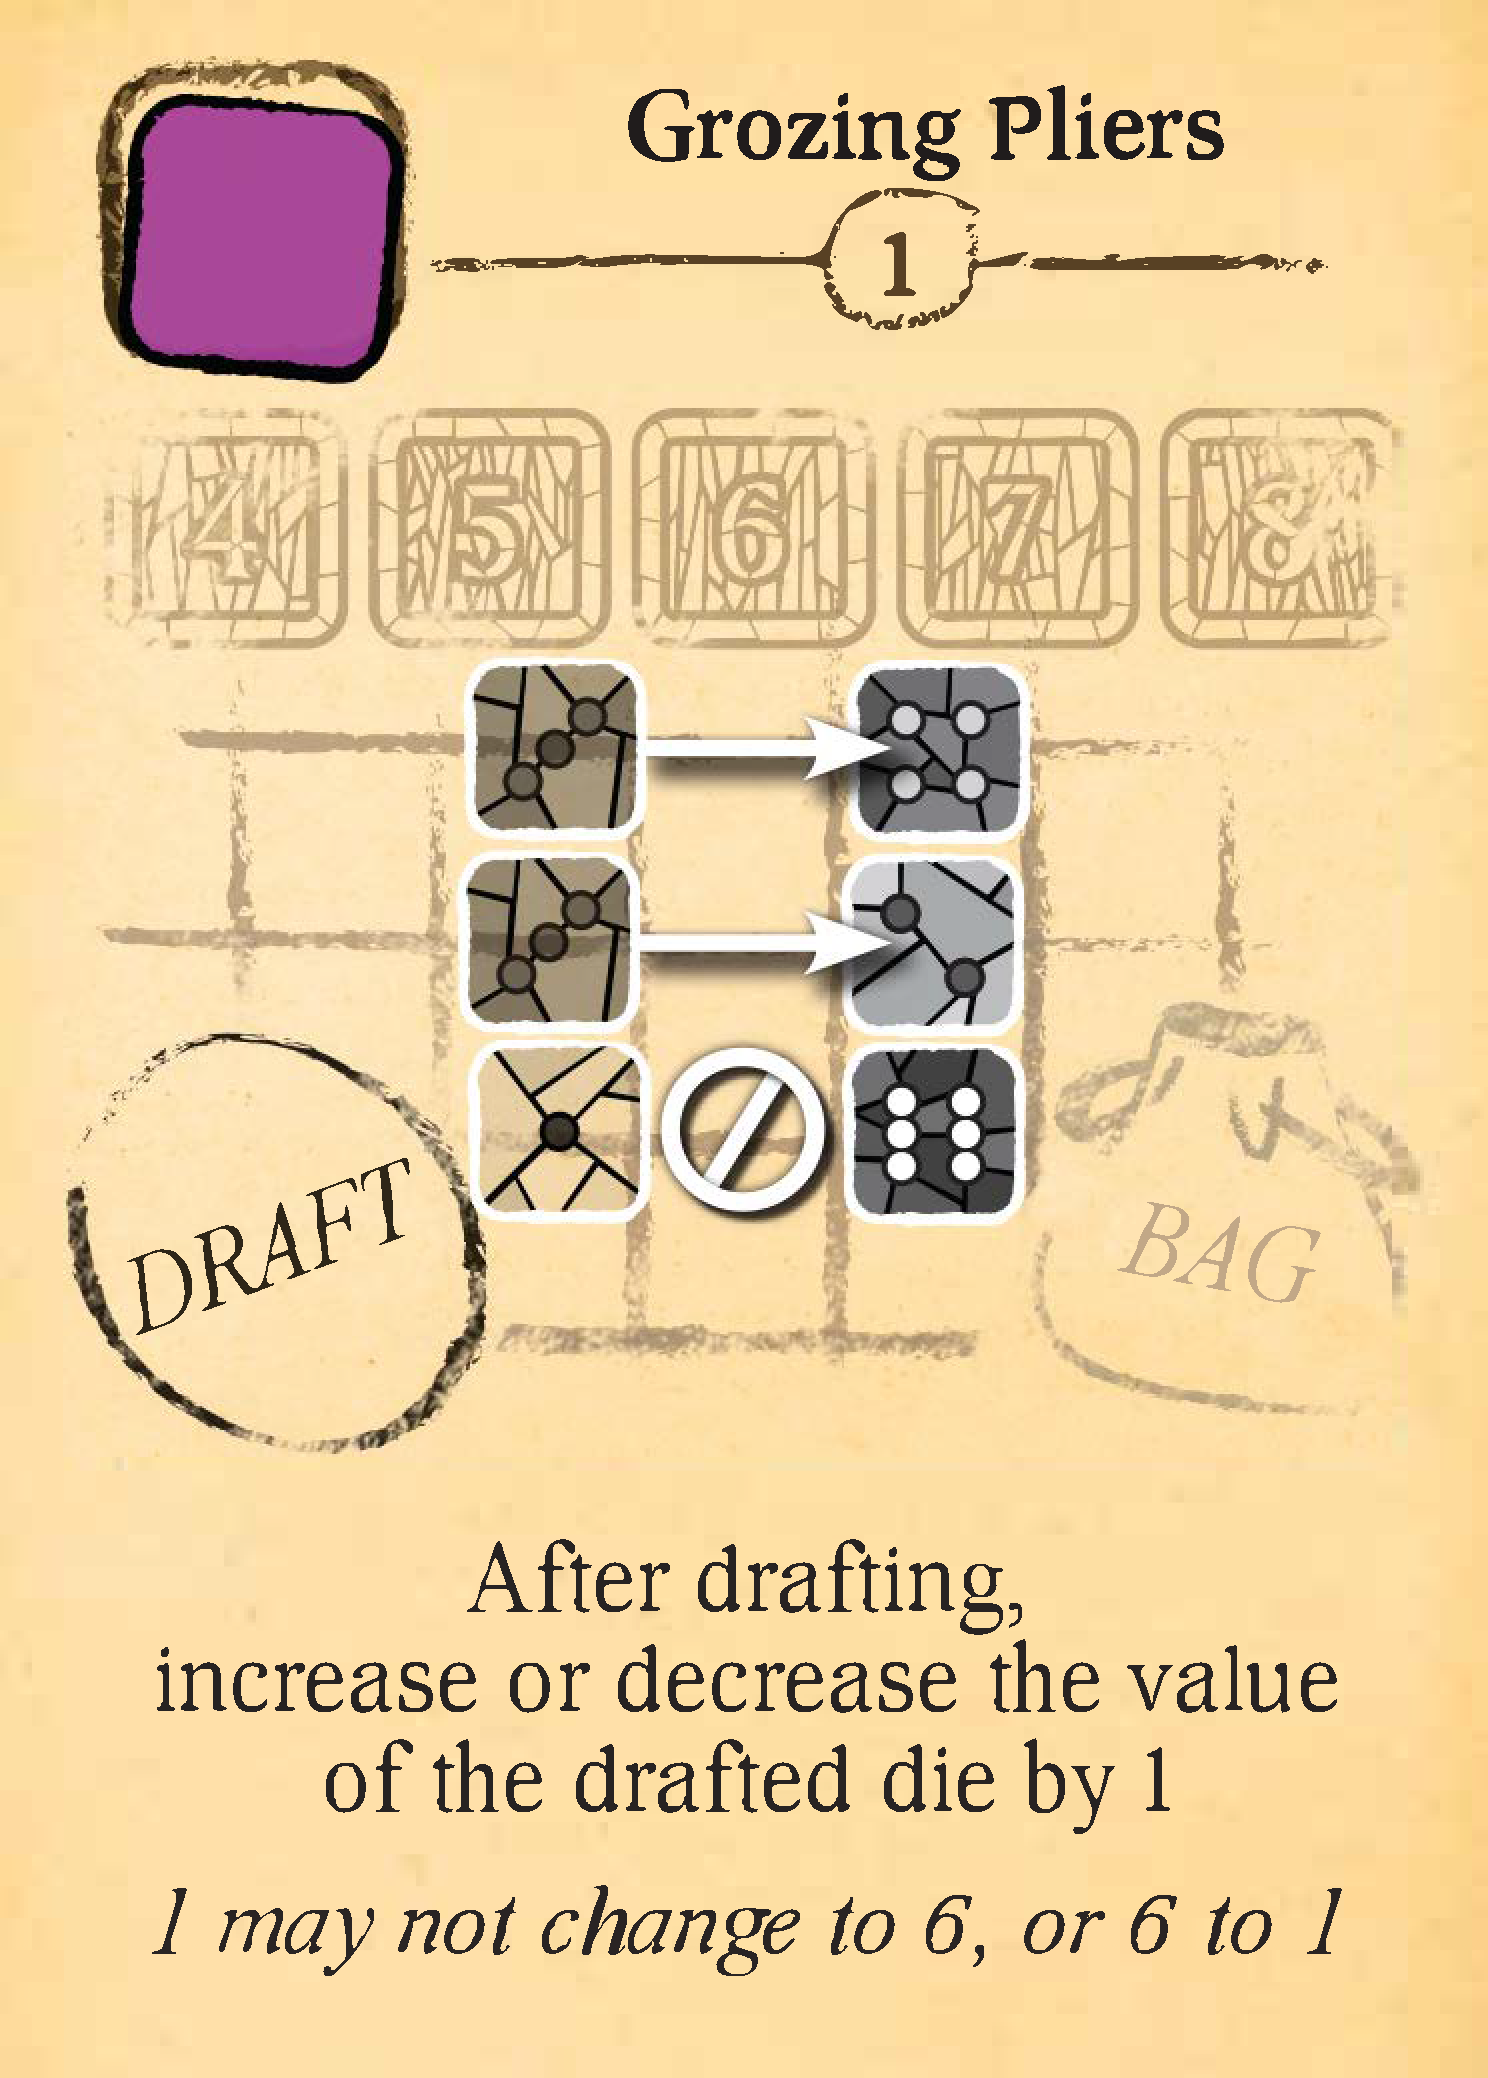 Grozing Pliers
1
4 5 6 7 8
DRAFT
BAG
After drafting,
increase or decrease the value
of the drafted die by 1
1 may not change to 6, or 6 to 1